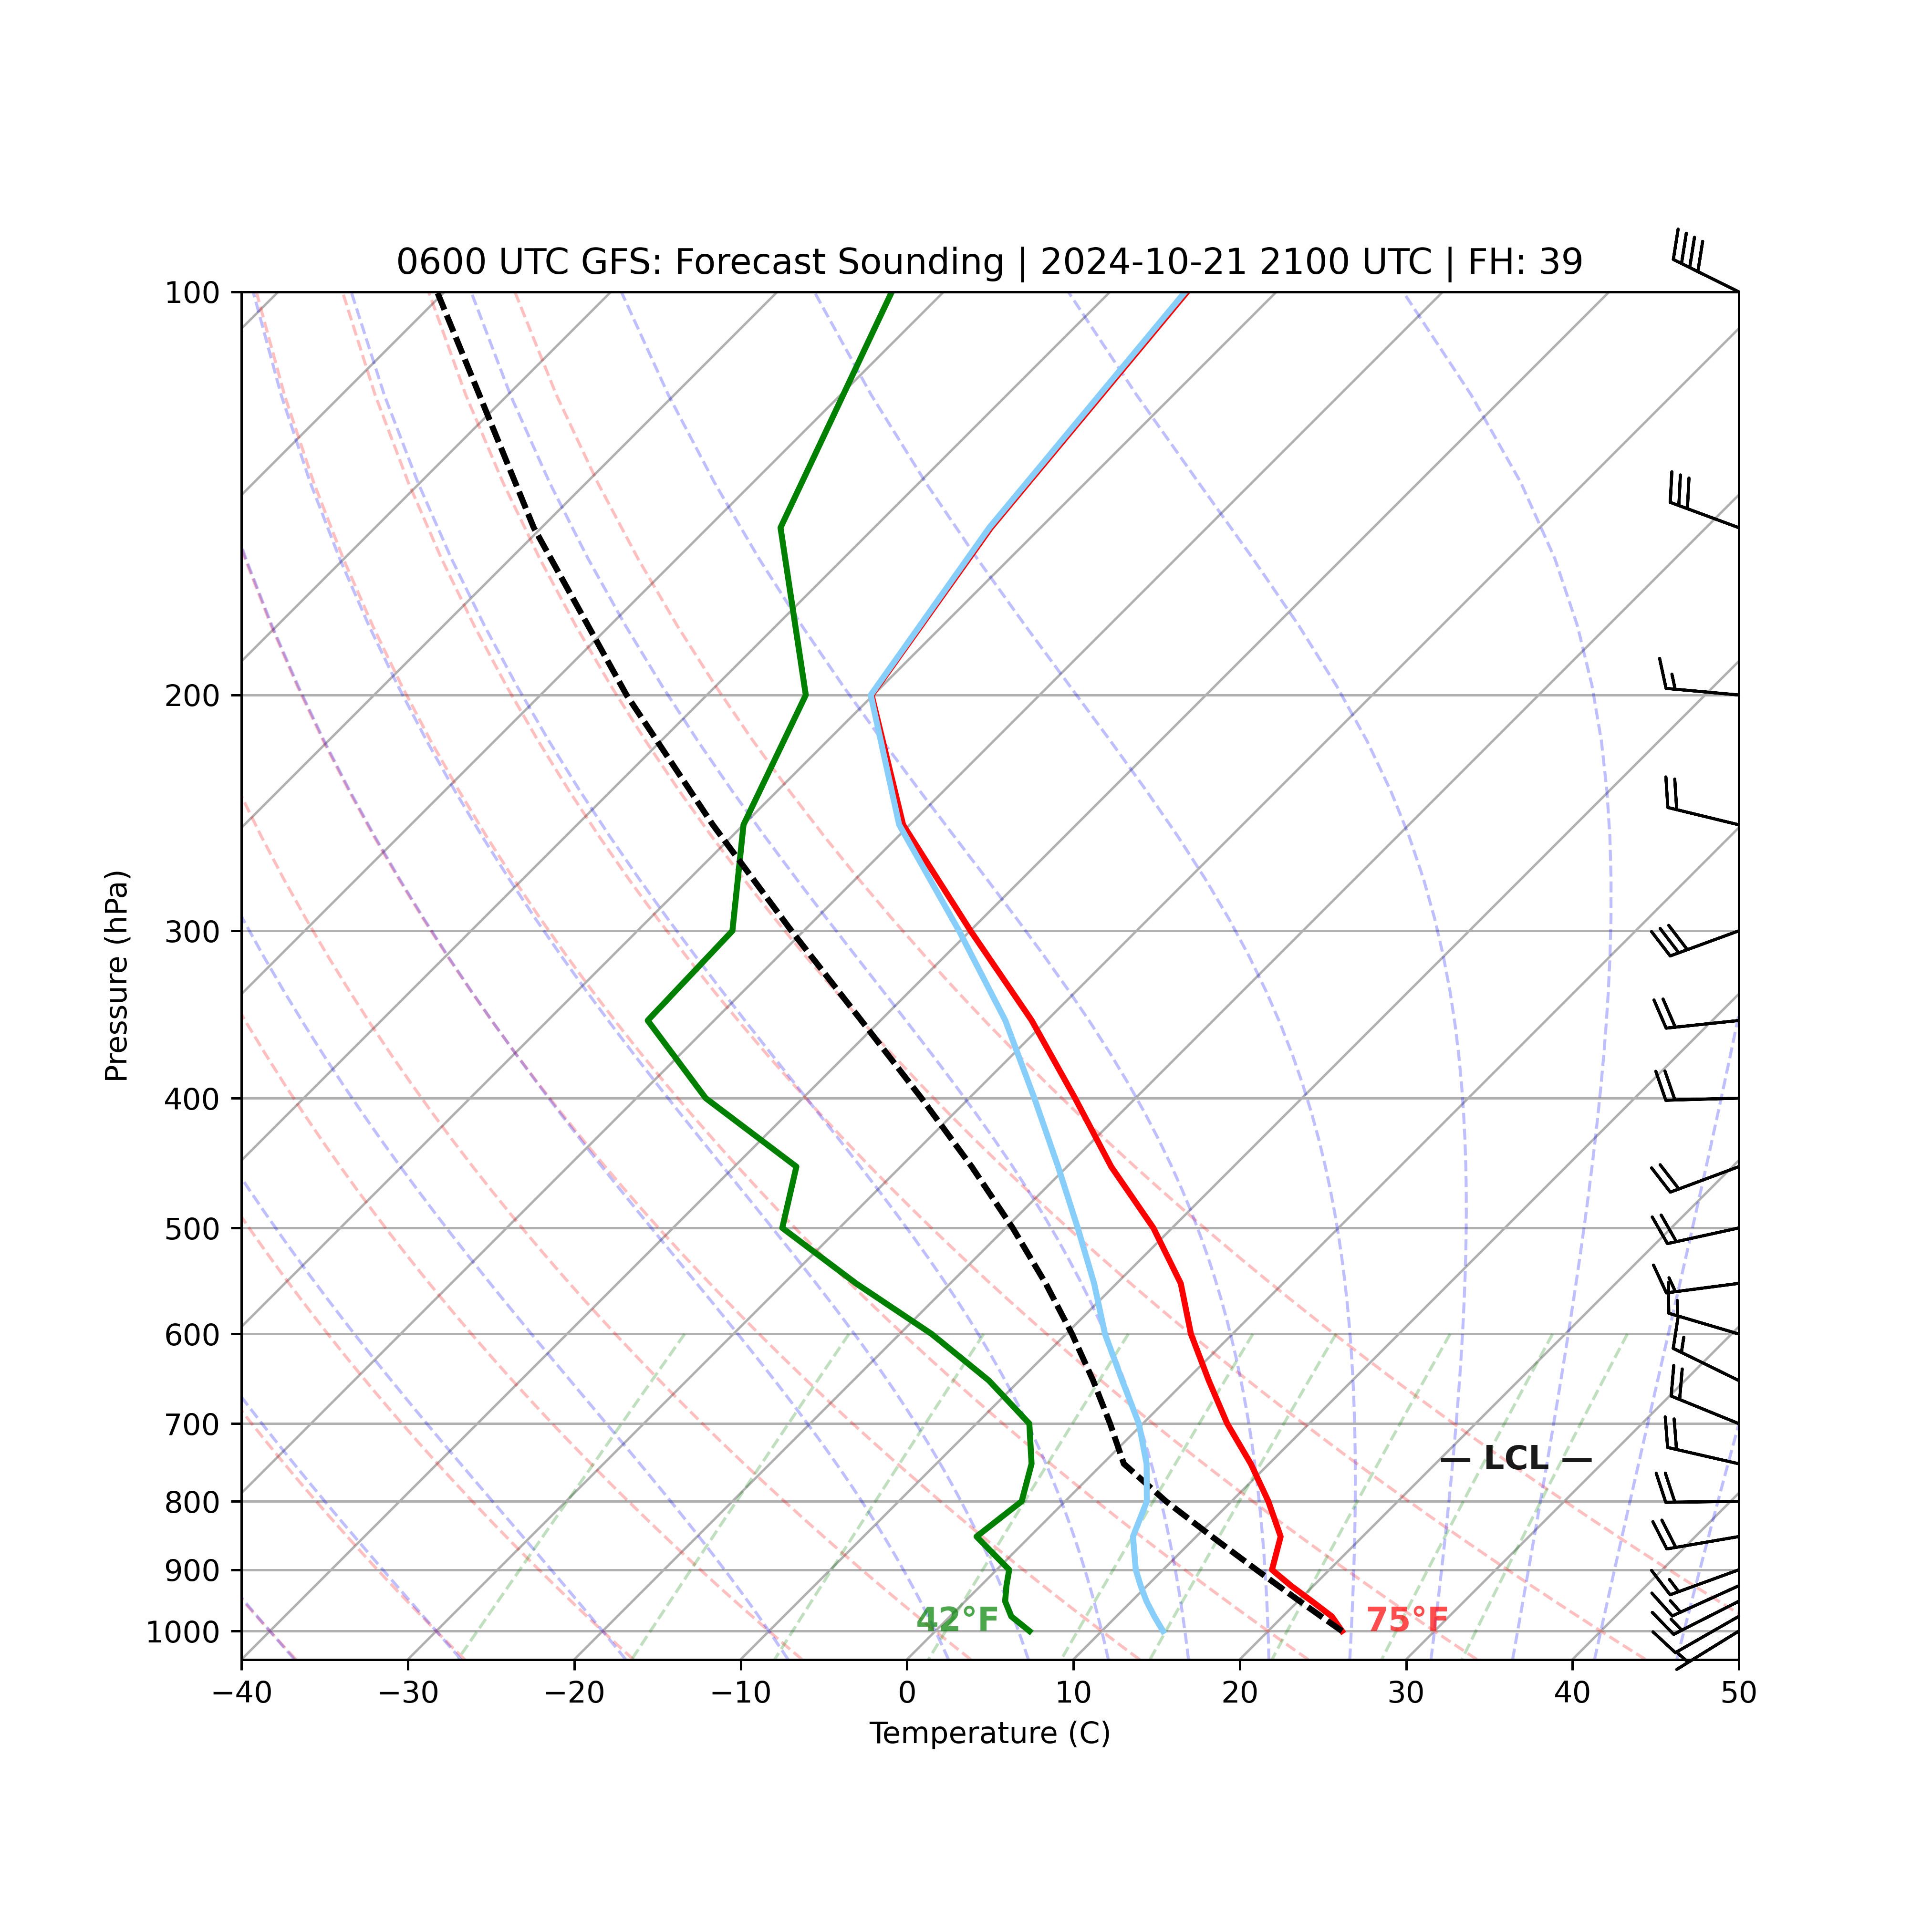 0600 UTC GFS: Forecast Sounding | 2024-10-21 2100 UTC | FH: 39
100
200
300
400
500
600
700
800
900
1000
Pressure (hPa)
— LCL —
42°F
75°F
−40 −30 −20 −10 0 10 20 30 40 50
Temperature (C)